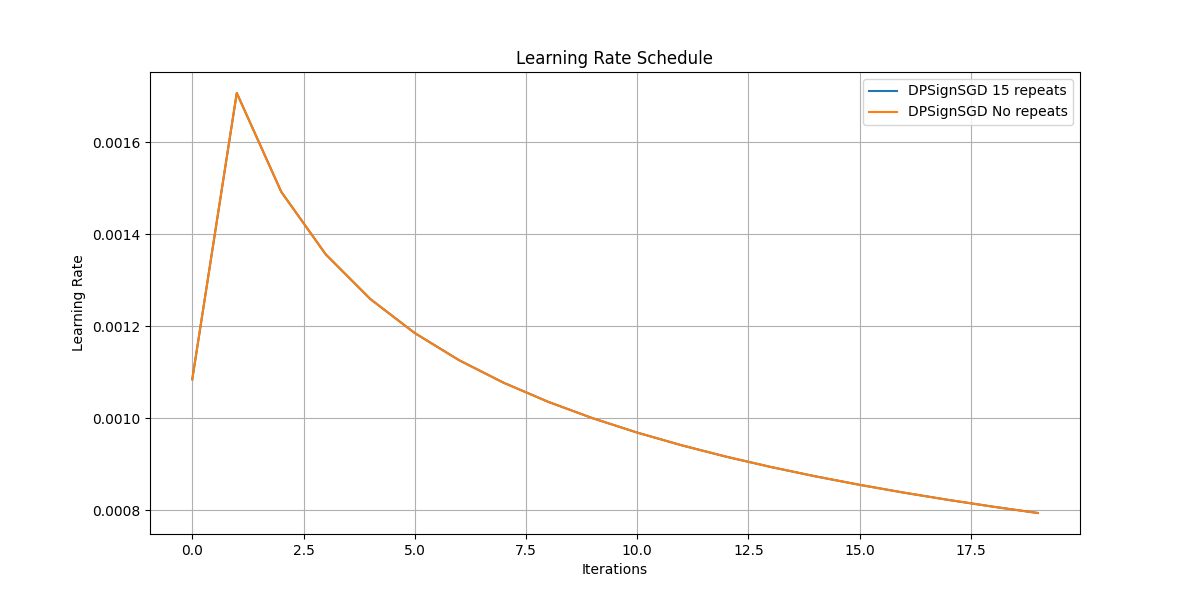 Learning Rate Schedule
DPSignSGD 15 repeats
DPSignSGD No repeats
Learning Rate
0.0016
0.0014
0.0012
0.0010
0.0008
0.0 2.5 5.0 7.5 10.0 12.5 15.0 17.5
Iterations